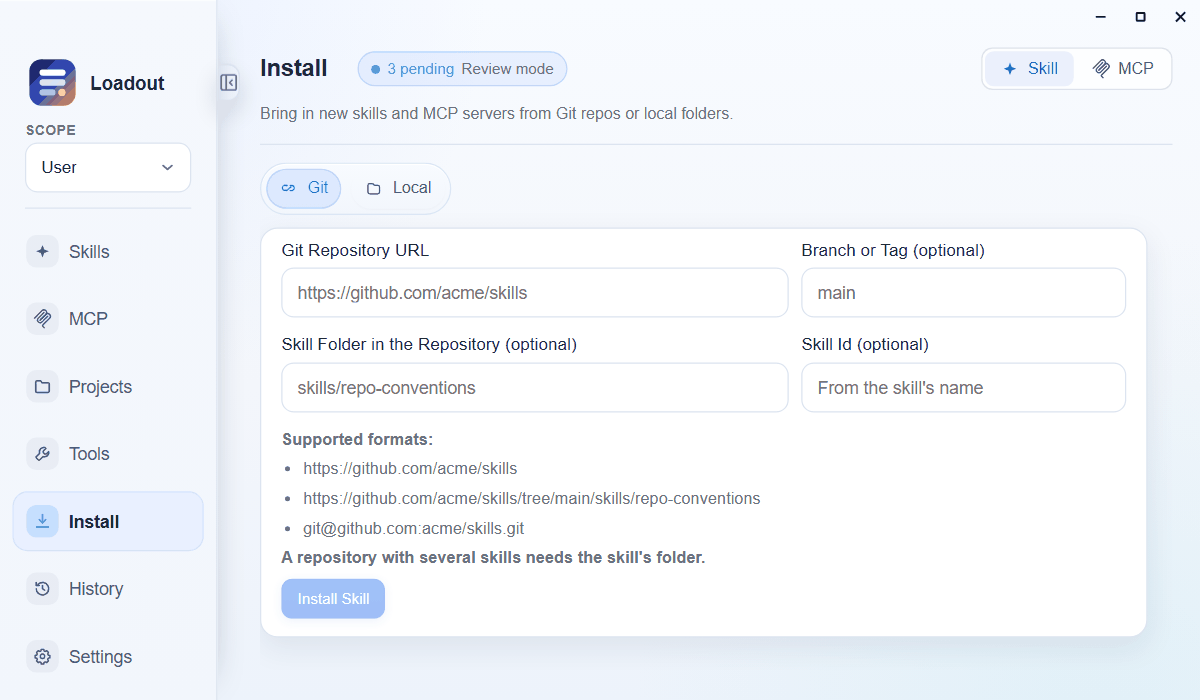 Loadout
SCOPE
User
Skills
MCP
Projects
Tools
Install
History
Settings
Install
3 pending Review mode
Skill
MCP
Bring in new skills and MCP servers from Git repos or local folders.
Git
Local
Git Repository URL
Branch or Tag (optional)
https://github.com/acme/skills
main
Skill Folder in the Repository (optional)
Skill Id (optional)
skills/repo-conventions
From the skill's name
Supported formats:
https://github.com/acme/skills
https://github.com/acme/skills/tree/main/skills/repo-conventions
git@github.com:acme/skills.git
A repository with several skills needs the skill's folder.
Install Skill